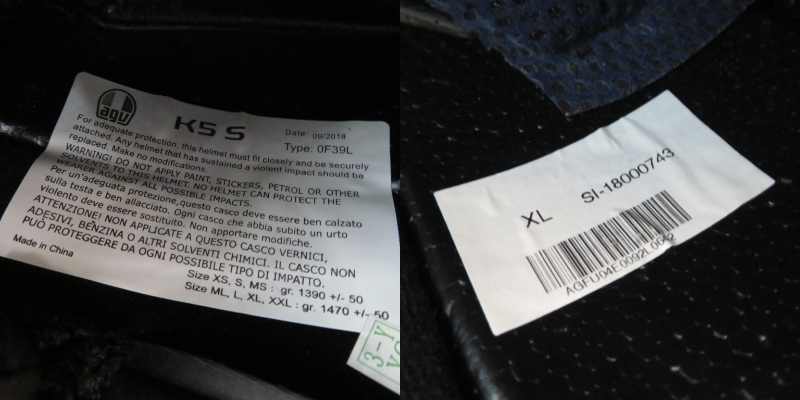 agv
K5 S
Date: 09/2018
Type: 0F39L
For adequate protection, this helmet must fit closely and be securely
attached. Any helmet that has sustained a violent impact should be
replaced. Make no modifications.
WARNING! DO NOT APPLY PAINT, STICKERS, PETROL OR OTHER
SOLVENTS TO THIS HELMET. NO HELMET CAN PROTECT THE
WEARER AGAINST ALL POSSIBLE IMPACTS.
Per un'adeguata protezione,questo casco deve essere ben calzato
sulla testa e ben allacciato. Ogni casco che abbia subito un urto
violento deve essere sostituito. Non apportare modifiche.
ATTENZIONE! NON APPLICATE A QUESTO CASCO VERNICI,
ADESIVI, BENZINA O ALTRI SOLVENTI CHIMICI. IL CASCO NON
PUÒ PROTEGGERE DA OGNI POSSIBILE TIPO DI IMPATTO.
Made in China
Size XS, S, MS : gr. 1390 +/- 50
Size ML, L, XL, XXL : gr. 1470 +/- 50
3-Y
XL SI-18000743